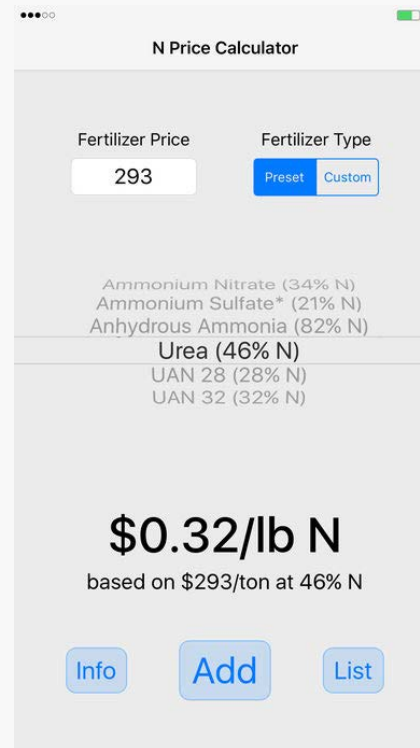 N Price Calculator
Fertilizer Price
Fertilizer Type
293
Preset
Custom
Ammonium Nitrate (34% N)
Ammonium Sulfate* (21% N)
Anhydrous Ammonia (82% N)
Urea (46% N)
UAN 28 (28% N)
UAN 32 (32% N)
$0.32/lb N
based on $293/ton at 46% N
Info
Add
List